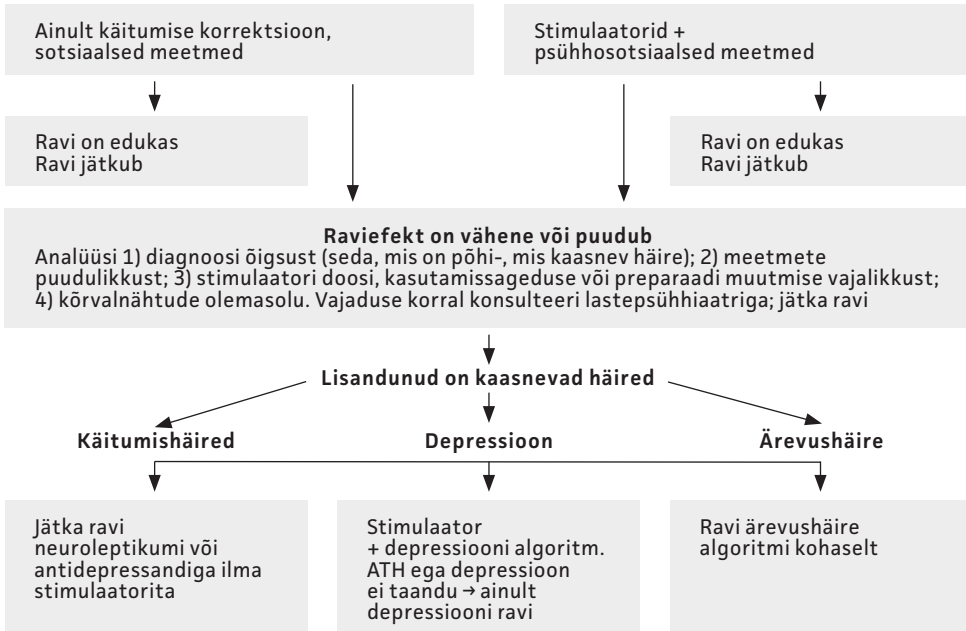 Ainult käitumise korrektsioon,
sotsiaalsed meetmed
Stimulaatorid +
psühhosotsiaalsed meetmed
Ravi on edukas
Ravi jätkub
Ravi on edukas
Ravi jätkub
Raviefekt on vähene või puudub
Analüüsi 1) diagnoosi õigsust (seda, mis on põhi-, mis kaasnev häire); 2) meetmete
puudulikkust; 3) stimulaatori doosi, kasutamissageduse või preparaadi muutmise vajalikkust;
4) kõrvalnähtude olemasolu. Vajaduse korral konsulteeri lastepsühhiaatriga; jätka ravi
Lisandunud on kaasnevad häired
Käitumishäired
Depressioon
Ärevushäire
Jätka ravi
neuroleptikumi või
antidepressandiga ilma
stimulaatorita
Stimulaator
+ depressiooni algoritm.
ATH ega depressioon
ei taandu → ainult
depressiooni ravi
Ravi ärevushäire
algoritmi kohaselt